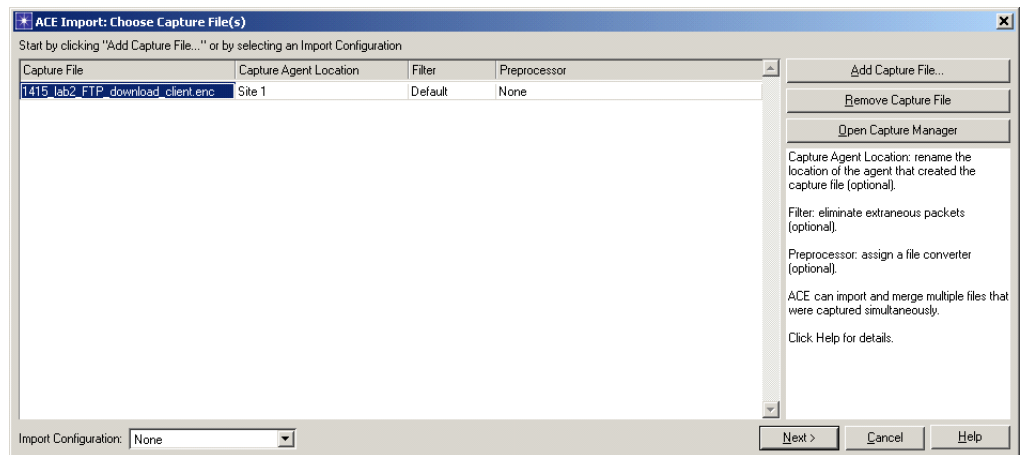 ACE Import: Choose Capture File(s)
Start by clicking "Add Capture File..." or by selecting an Import Configuration
Capture File Capture Agent Location Filter Preprocessor
1415_lab2_FTP_download_client.enc Site 1 Default None
Add Capture File...
Remove Capture File
Open Capture Manager
Capture Agent Location: rename the
location of the agent that created the
capture file (optional).
Filter: eliminate extraneous packets
(optional).
Preprocessor: assign a file converter
(optional).
ACE can import and merge multiple files that
were captured simultaneously.
Click Help for details.
Import Configuration: None
Next > Cancel Help